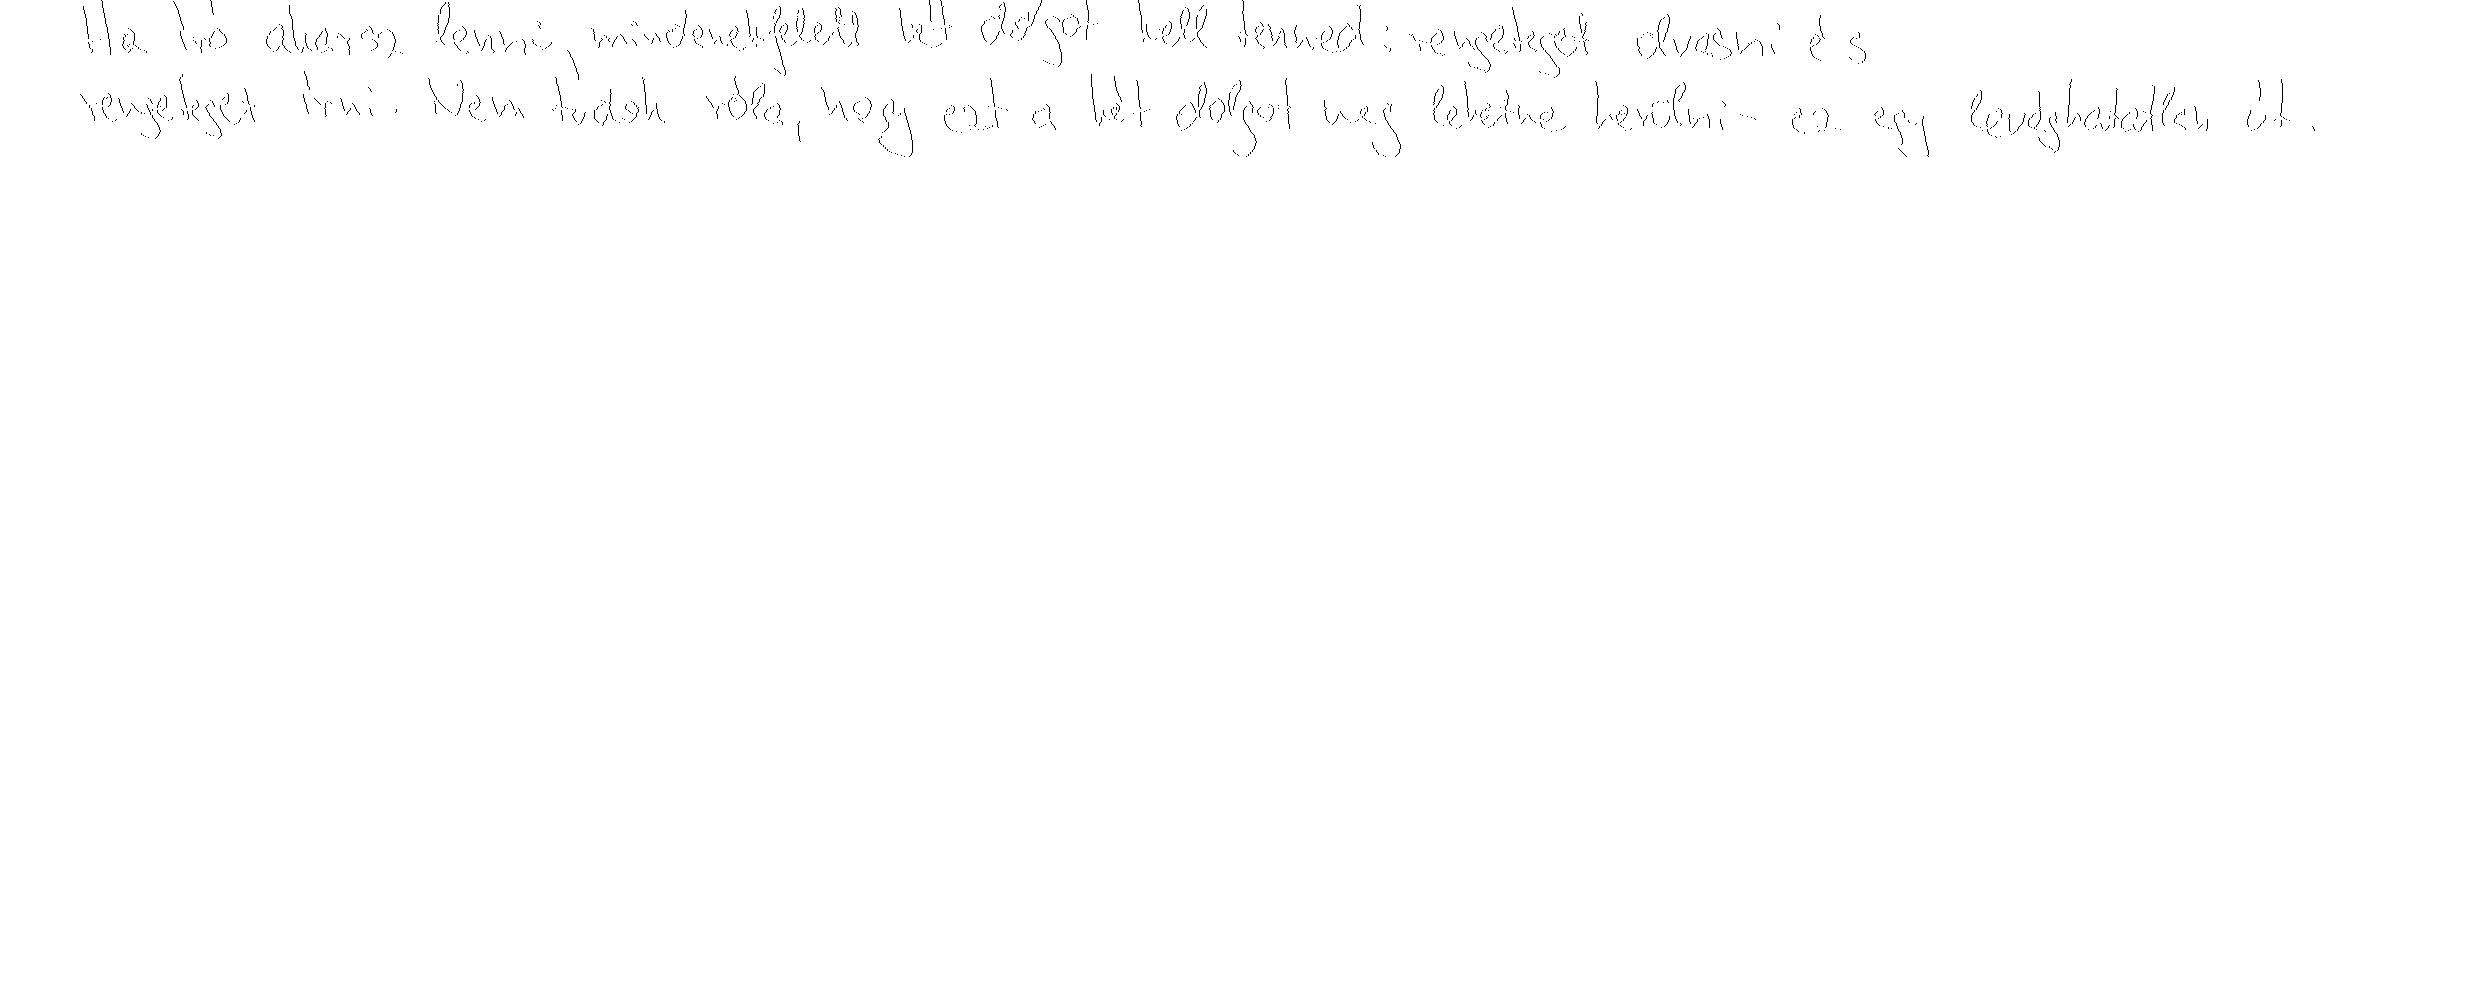 Ha író akarsz lenni, mindenekfelett két dolgot kell tenned: rengeteget olvasni és
rengeteget írni. Nem tudok róla, hogy ezt a két dolgot meg lehetne kerülni - ez egy levághatatlan út.